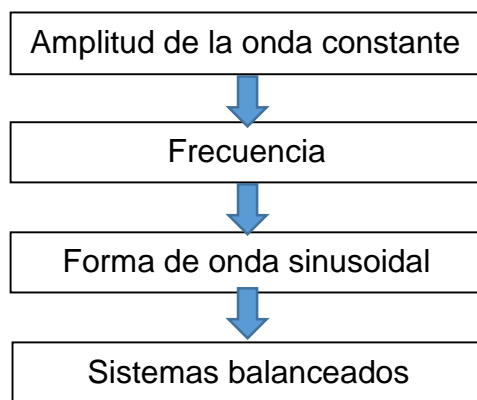 Amplitud de la onda constante
Frecuencia
Forma de onda sinusoidal
Sistemas balanceados